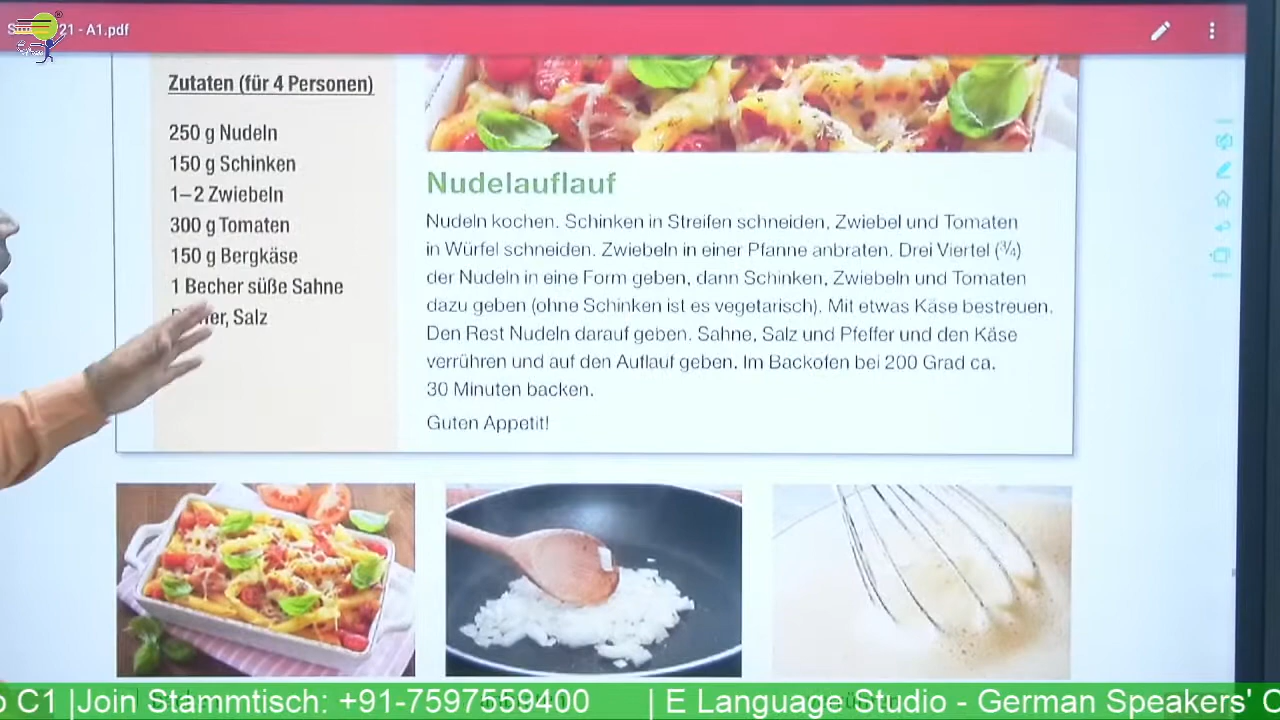 21 - A1.pdf
Zutaten (für 4 Personen)
250 g Nudeln
150 g Schinken
1–2 Zwiebeln
300 g Tomaten
150 g Bergkäse
1 Becher süße Sahne
Salz
Nudelauflauf
Nudeln kochen. Schinken in Streifen schneiden, Zwiebel und Tomaten
in Würfel schneiden. Zwiebeln in einer Pfanne anbraten. Drei Viertel (¾)
der Nudeln in eine Form geben, dann Schinken, Zwiebeln und Tomaten
dazu geben (ohne Schinken ist es vegetarisch). Mit etwas Käse bestreuen.
Den Rest Nudeln darauf geben. Sahne, Salz und Pfeffer und den Käse
verrühren und auf den Auflauf geben. Im Backofen bei 200 Grad ca.
30 Minuten backen.
Guten Appetit!
C1 |Join Stammtisch: +91-7597559400 | E Language Studio - German Speakers' C